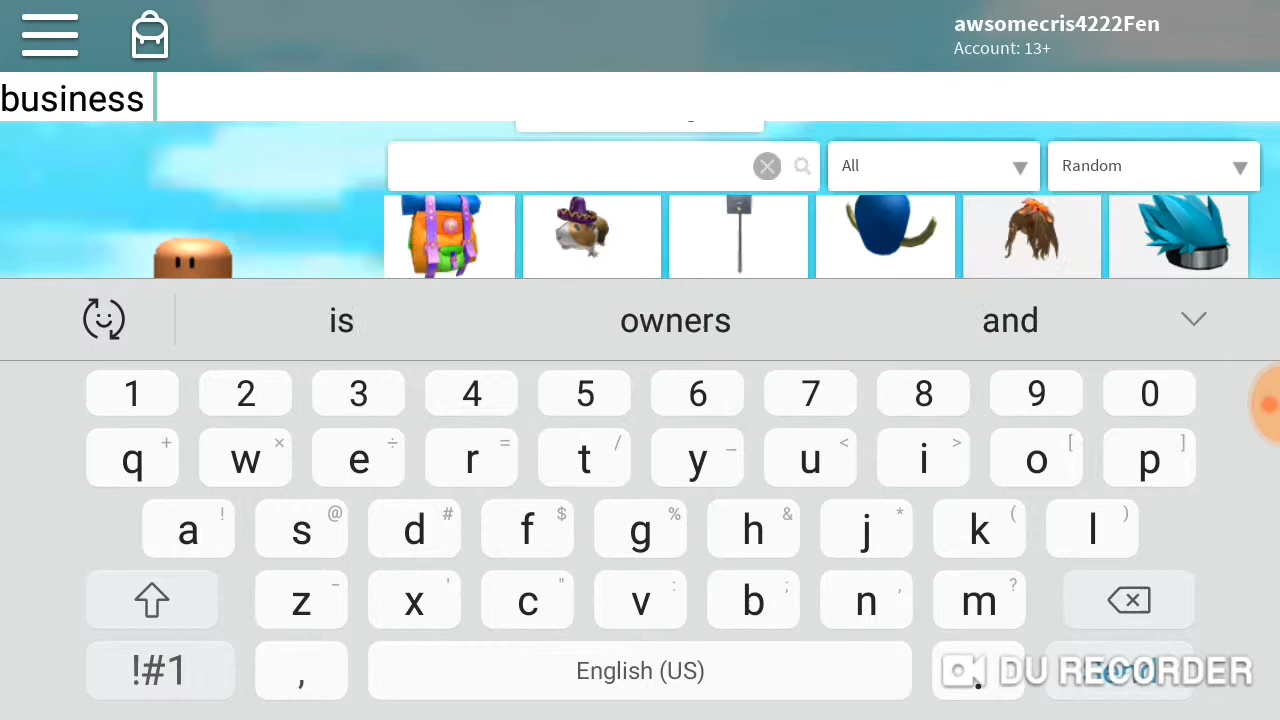 awsomecris4222Fen
Account: 13+
business
All
Random
is owners and
1 2 3 4 5 6 7 8 9 0
q + w × e ÷ r = t / y _ u < i > o [ p ]
a ! s @ d # f $ g % h & j * k ( l )
z - x ' c " v : b ; n , m ?
!#1 , English (US) .
DU RECORDER